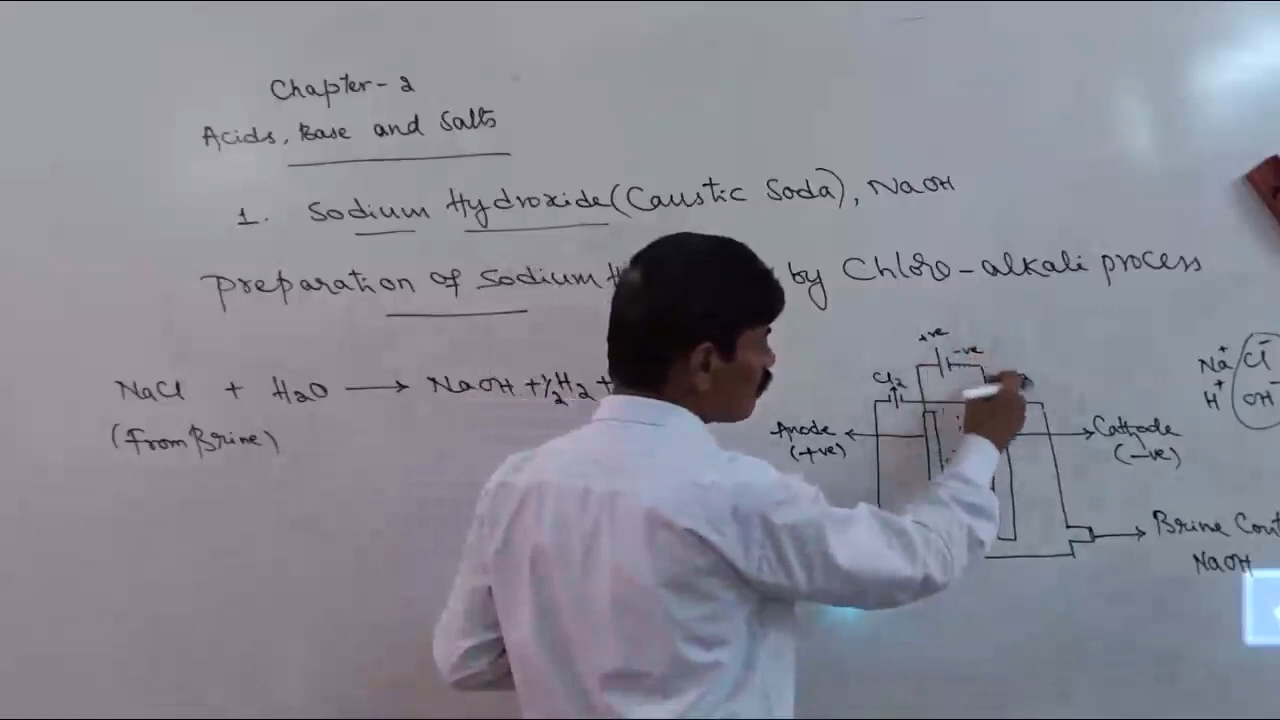 Chapter-2
Acids, Base and Salts
1. Sodium Hydroxide (Caustic Soda), NaOH
Preparation of Sodium H by Chloro-alkali process
NaCl + H₂O ⟶ NaOH + ½H₂ +
(From Brine)
+ve
-ve
Cl₂
Anode
(+ve)
Cathode
(-ve)
Na⁺ Cl⁻
H⁺ OH⁻
Brine Cont
NaOH